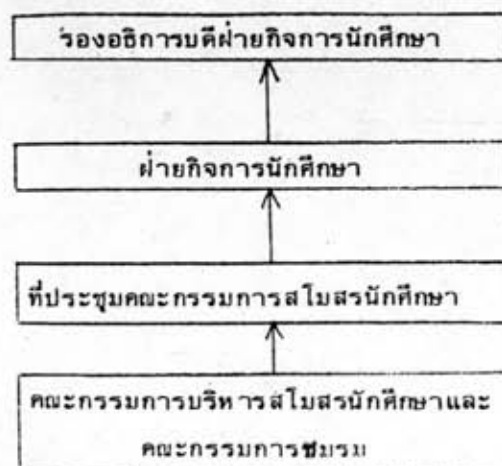 รองอธิการบดีฝ่ายกิจการนักศึกษา
ฝ่ายกิจการนักศึกษา
ที่ประชุมคณะกรรมการสโมสรนักศึกษา
คณะกรรมการบริหารสโมสรนักศึกษาและ
คณะกรรมการชมรม